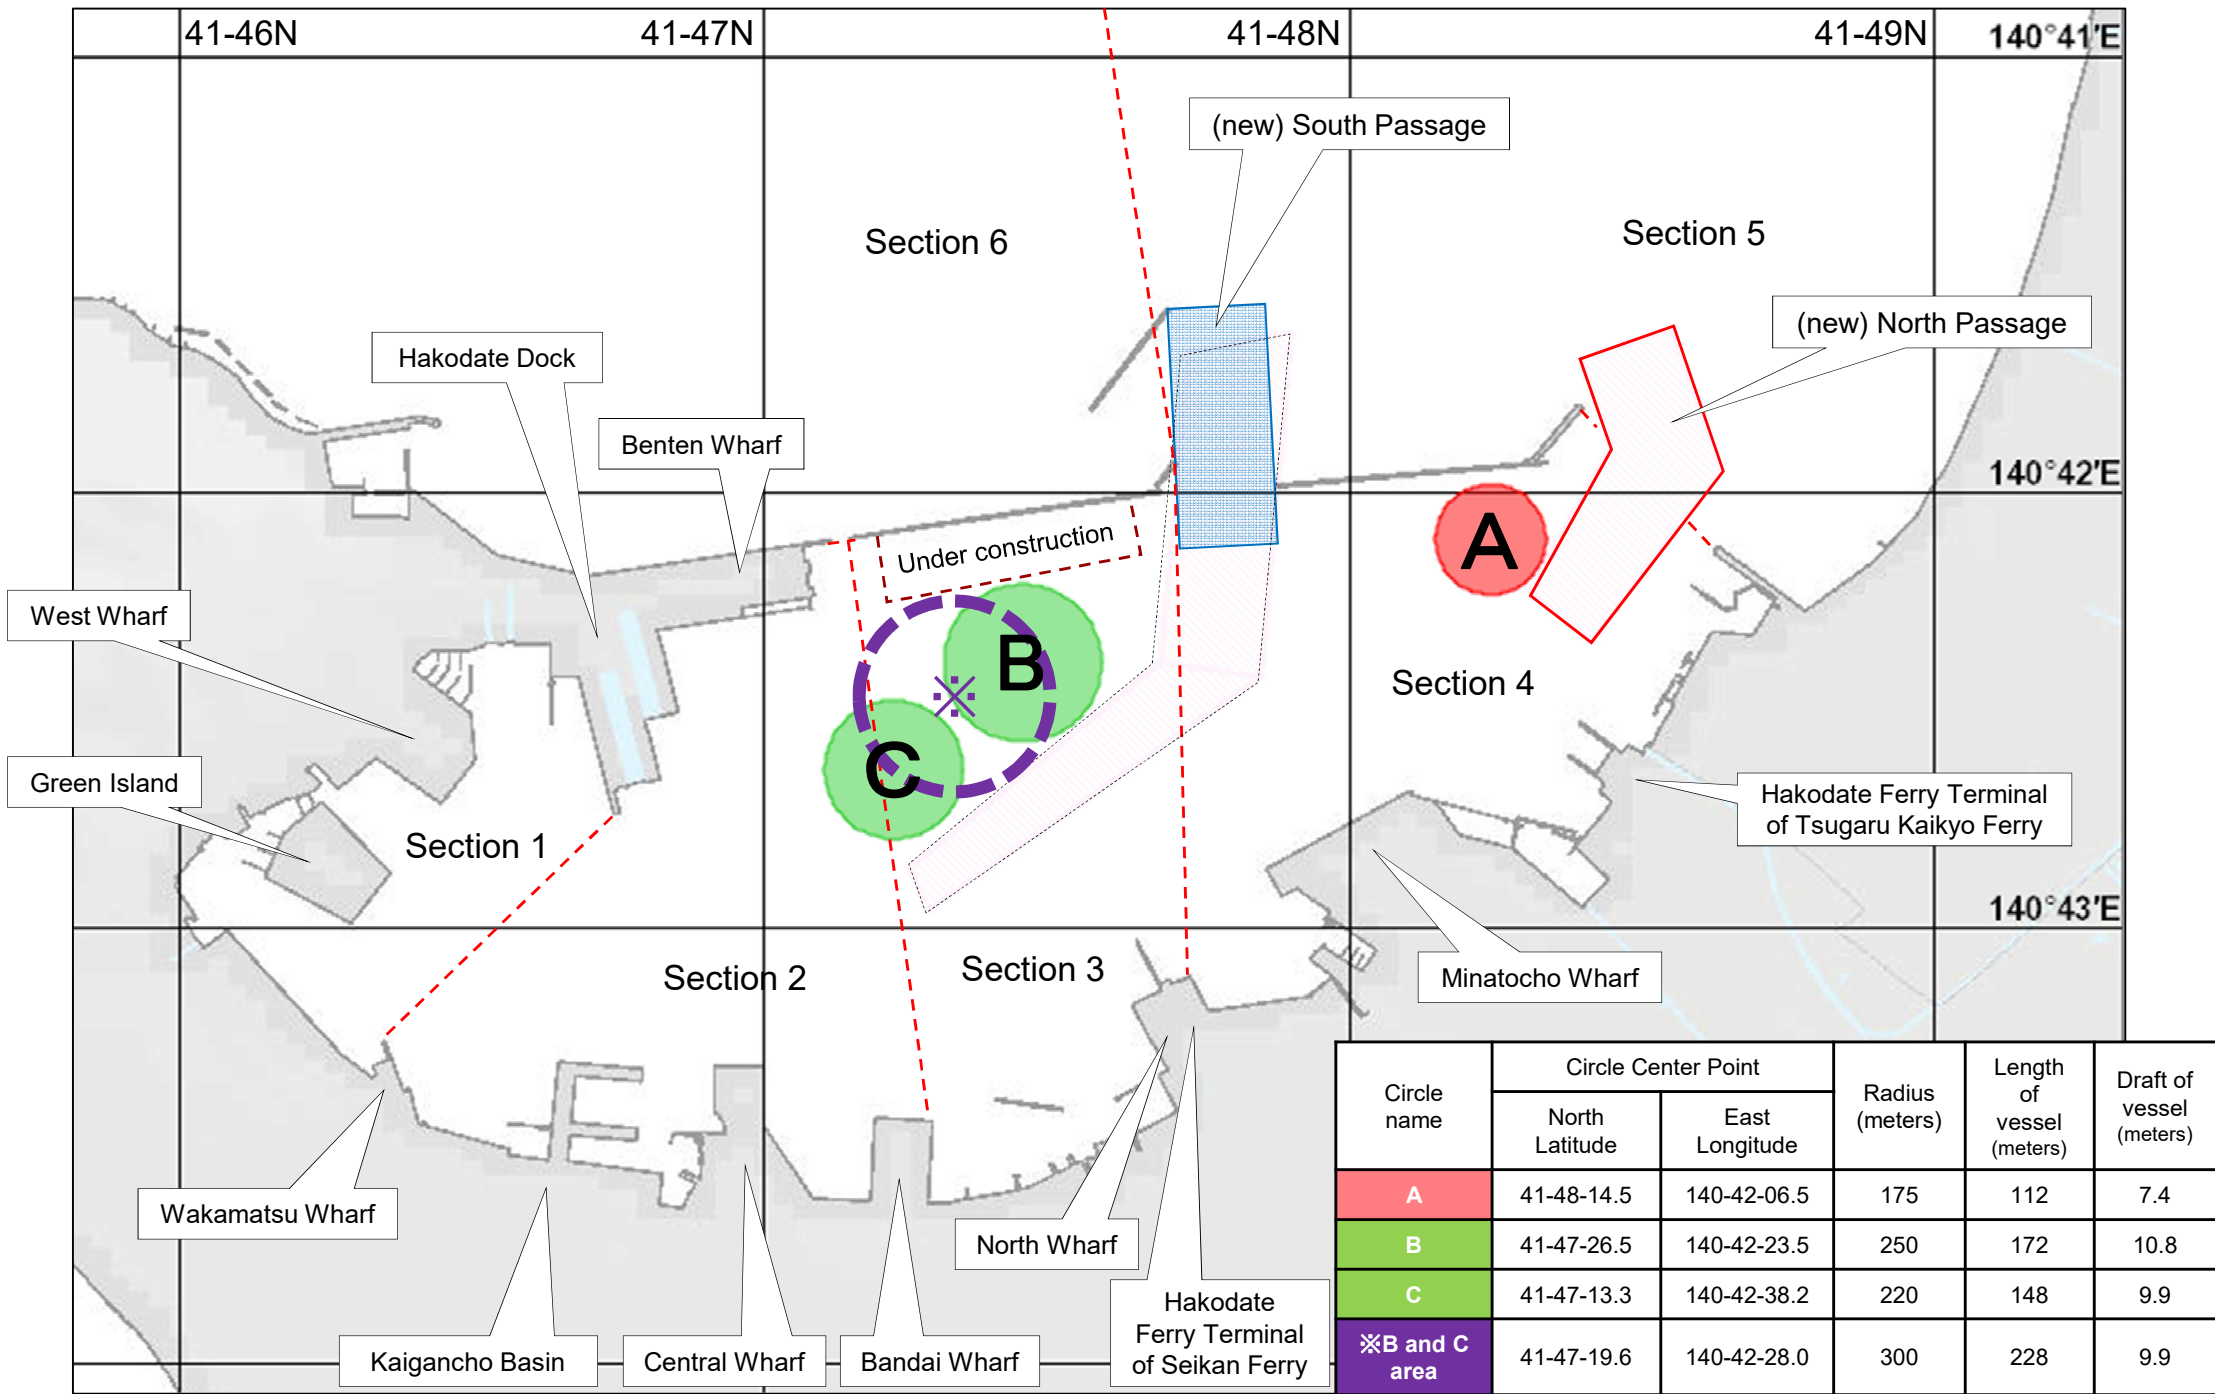 41-46N
41-47N
41-48N
41-49N
140°41'E
(new) South Passage
Section 6
Section 5
(new) North Passage
Hakodate Dock
Benten Wharf
140°42'E
Under construction
A
West Wharf
B
※
Section 4
C
Green Island
Section 1
Hakodate Ferry Terminal
of Tsugaru Kaikyo Ferry
140°43'E
Section 2
Section 3
Minatocho Wharf
Wakamatsu Wharf
North Wharf
Kaigancho Basin
Central Wharf
Bandai Wharf
Hakodate
Ferry Terminal
of Seikan Ferry
Circle
name
Circle Center Point
North
Latitude
East
Longitude
Radius
(meters)
Length
of
vessel
(meters)
Draft of
vessel
(meters)
A 41-48-14.5 140-42-06.5 175 112 7.4
B 41-47-26.5 140-42-23.5 250 172 10.8
C 41-47-13.3 140-42-38.2 220 148 9.9
※B and C
area
41-47-19.6 140-42-28.0 300 228 9.9